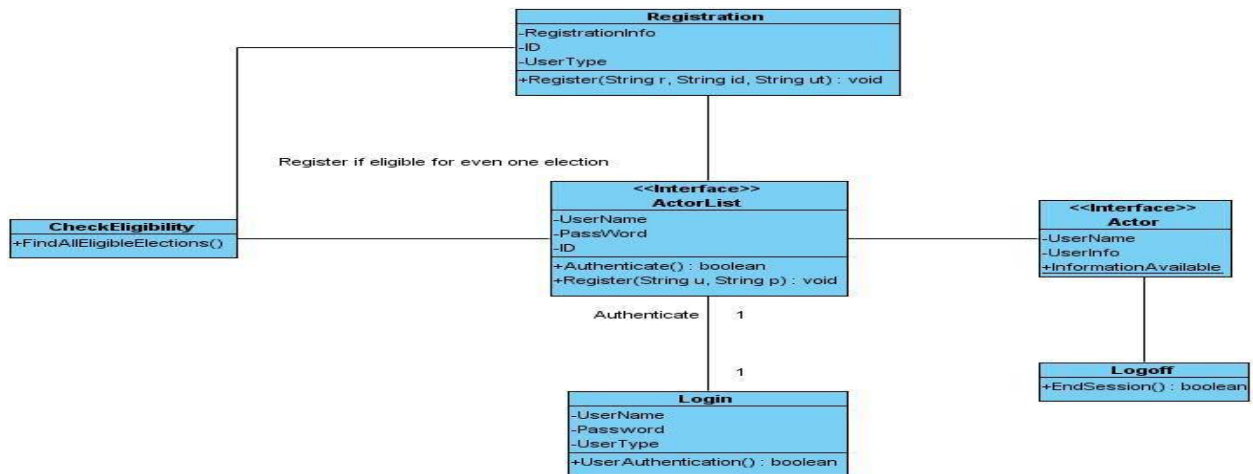 Registration
-RegistrationInfo
-ID
-UserType
+Register(String r, String id, String ut) : void
Register if eligible for even one election
<<Interface>>
ActorList
-UserName
-PassWord
-ID
+Authenticate() : boolean
+Register(String u, String p) : void
CheckEligibility
+FindAllEligibleElections()
<<Interface>>
Actor
-UserName
-UserInfo
+InformationAvailable
Authenticate 1
1
Logoff
+EndSession() : boolean
Login
-UserName
-Password
-UserType
+UserAuthentication() : boolean